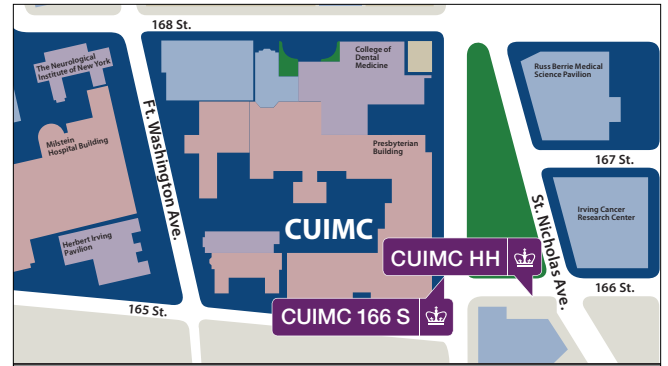 168 St.
The Neurological
Institute of New York
College of
Dental
Medicine
Russ Berrie Medical
Science Pavilion
Ft. Washington Ave.
Milstein
Hospital Building
Presbyterian
Building
167 St.
St. Nicholas Ave.
Irving Cancer
Research Center
CUIMC
Herbert Irving
Pavilion
CUIMC HH
166 St.
165 St.
CUIMC 166 S